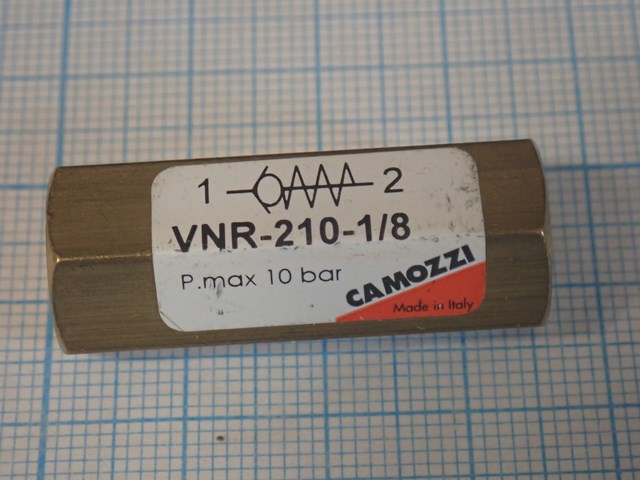 1 2
VNR-210-1/8
P.max 10 bar
CAMOZZI
Made in Italy